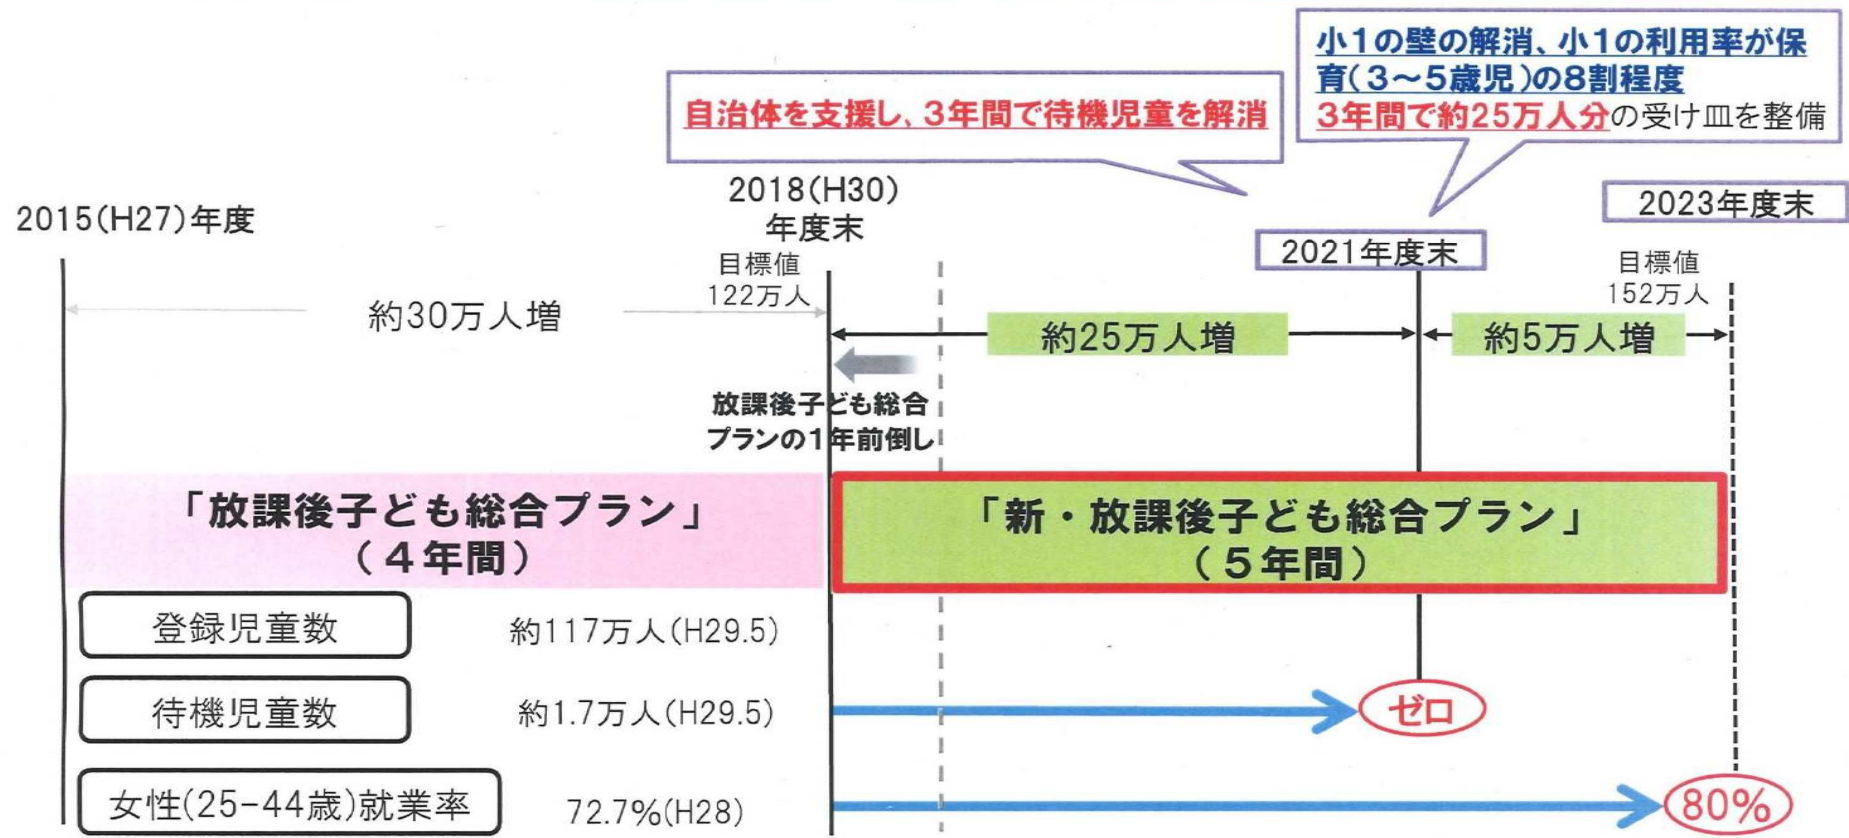 小1の壁の解消、小1の利用率が保
育(3～5歳児)の8割程度
3年間で約25万人分の受け皿を整備
自治体を支援し、3年間で待機児童を解消
2015(H27)年度
2018(H30)
年度末
目標値
122万人
2021年度末
2023年度末
目標値
152万人
約30万人増
約25万人増
約5万人増
放課後子ども総合
プランの1年前倒し
「放課後子ども総合プラン」
(4年間)
「新・放課後子ども総合プラン」
(5年間)
登録児童数
約117万人(H29.5)
待機児童数
約1.7万人(H29.5)
ゼロ
女性(25-44歳)就業率
72.7%(H28)
80%